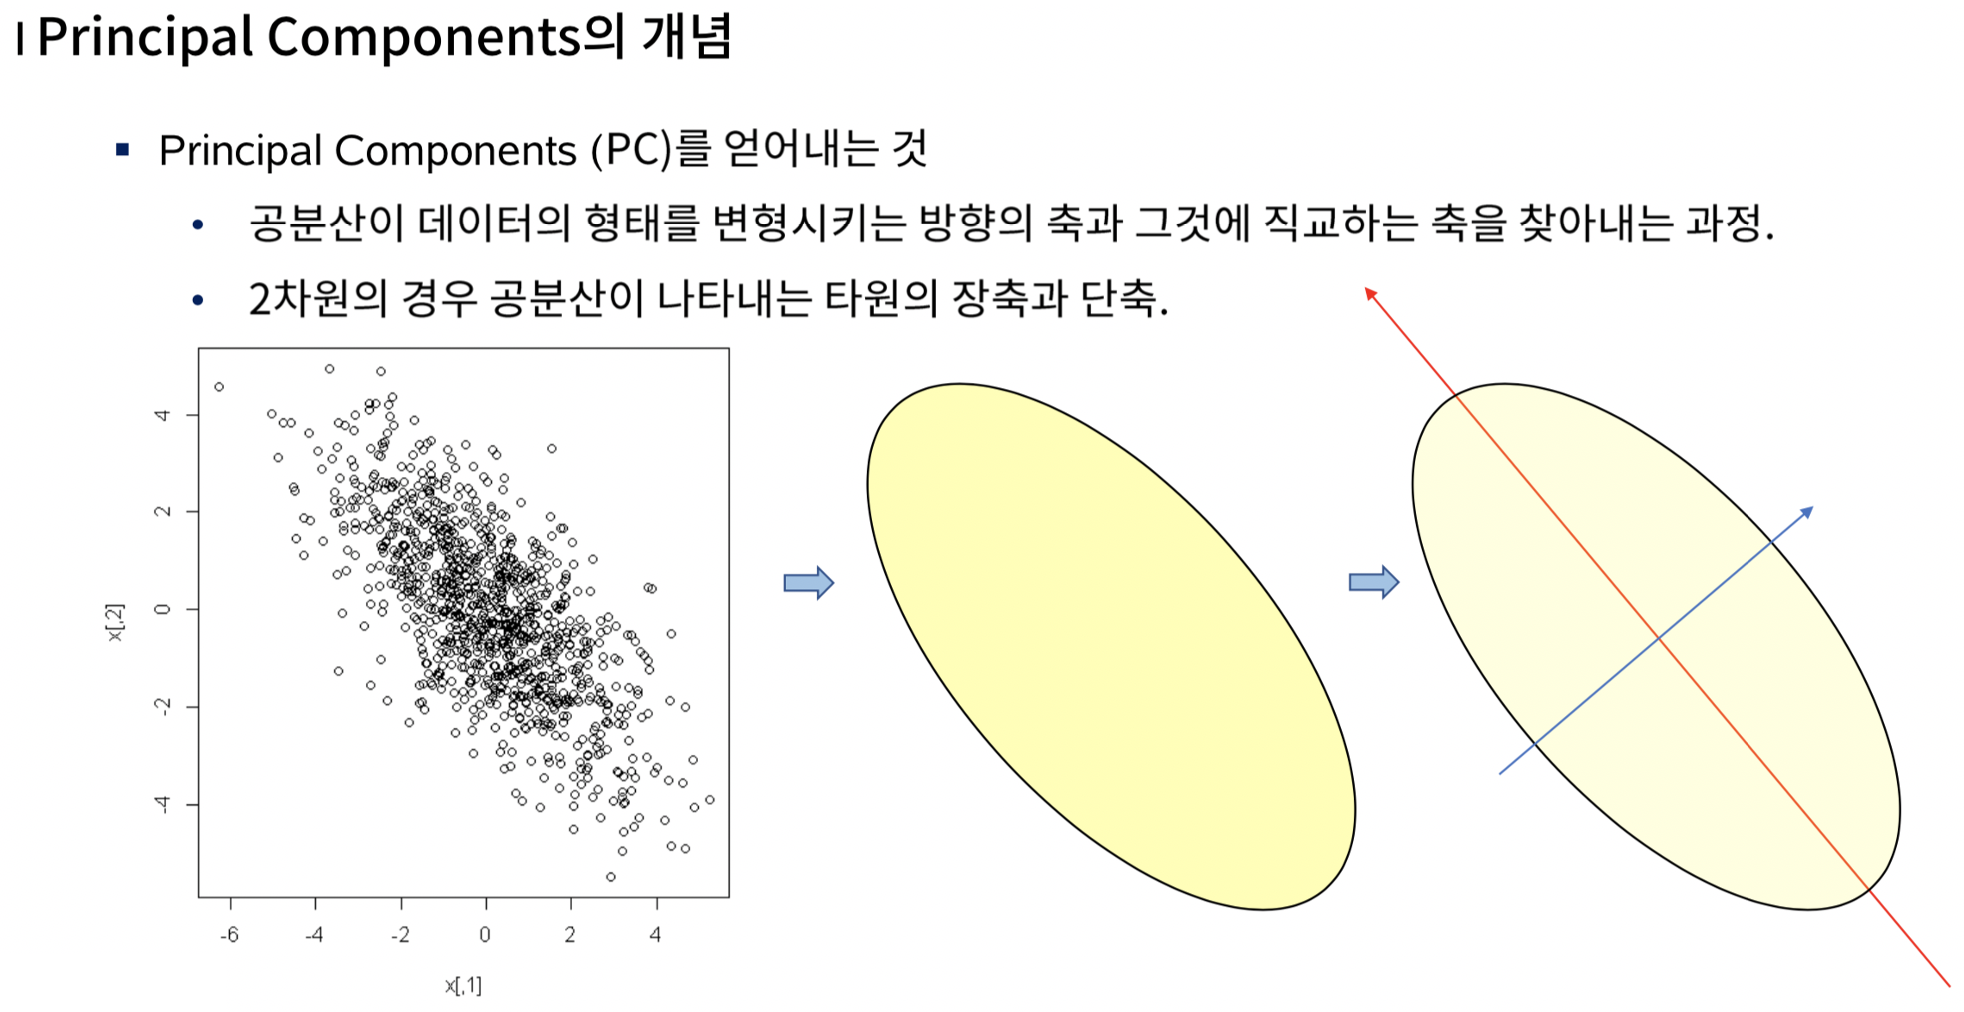 Principal Components의 개념
Principal Components (PC)를 얻어내는 것
공분산이 데이터의 형태를 변형시키는 방향의 축과 그것에 직교하는 축을 찾아내는 과정.
2차원의 경우 공분산이 나타내는 타원의 장축과 단축.
4
2
0
-2
-4
x[,2]
-6 -4 -2 0 2 4
x[,1]